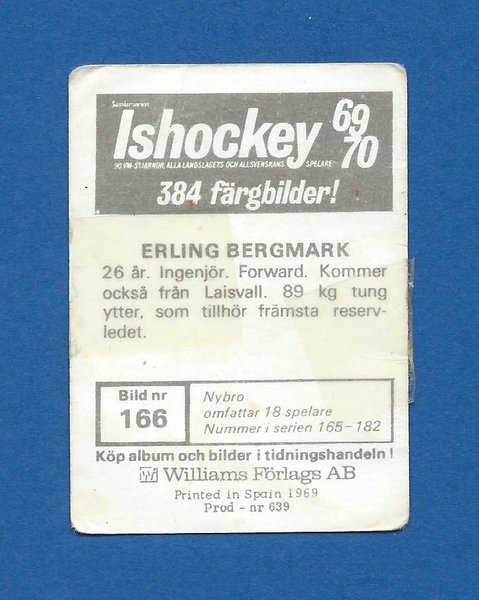 Samlarserien
Ishockey 69
70
90 VM-STJÄRNOR, ALLA LANDSLAGETS OCH ALLSVENSKANS SPELARE
384 färgbilder!
ERLING BERGMARK
26 år. Ingenjör. Forward. Kommer
också från Laisvall. 89 kg tung
ytter, som tillhör främsta reserv-
ledet.
Bild nr
166
Nybro
omfattar 18 spelare
Nummer i serien 165-182
Köp album och bilder i tidningshandeln!
W Williams Förlags AB
Printed in Spain 1969
Prod - nr 639